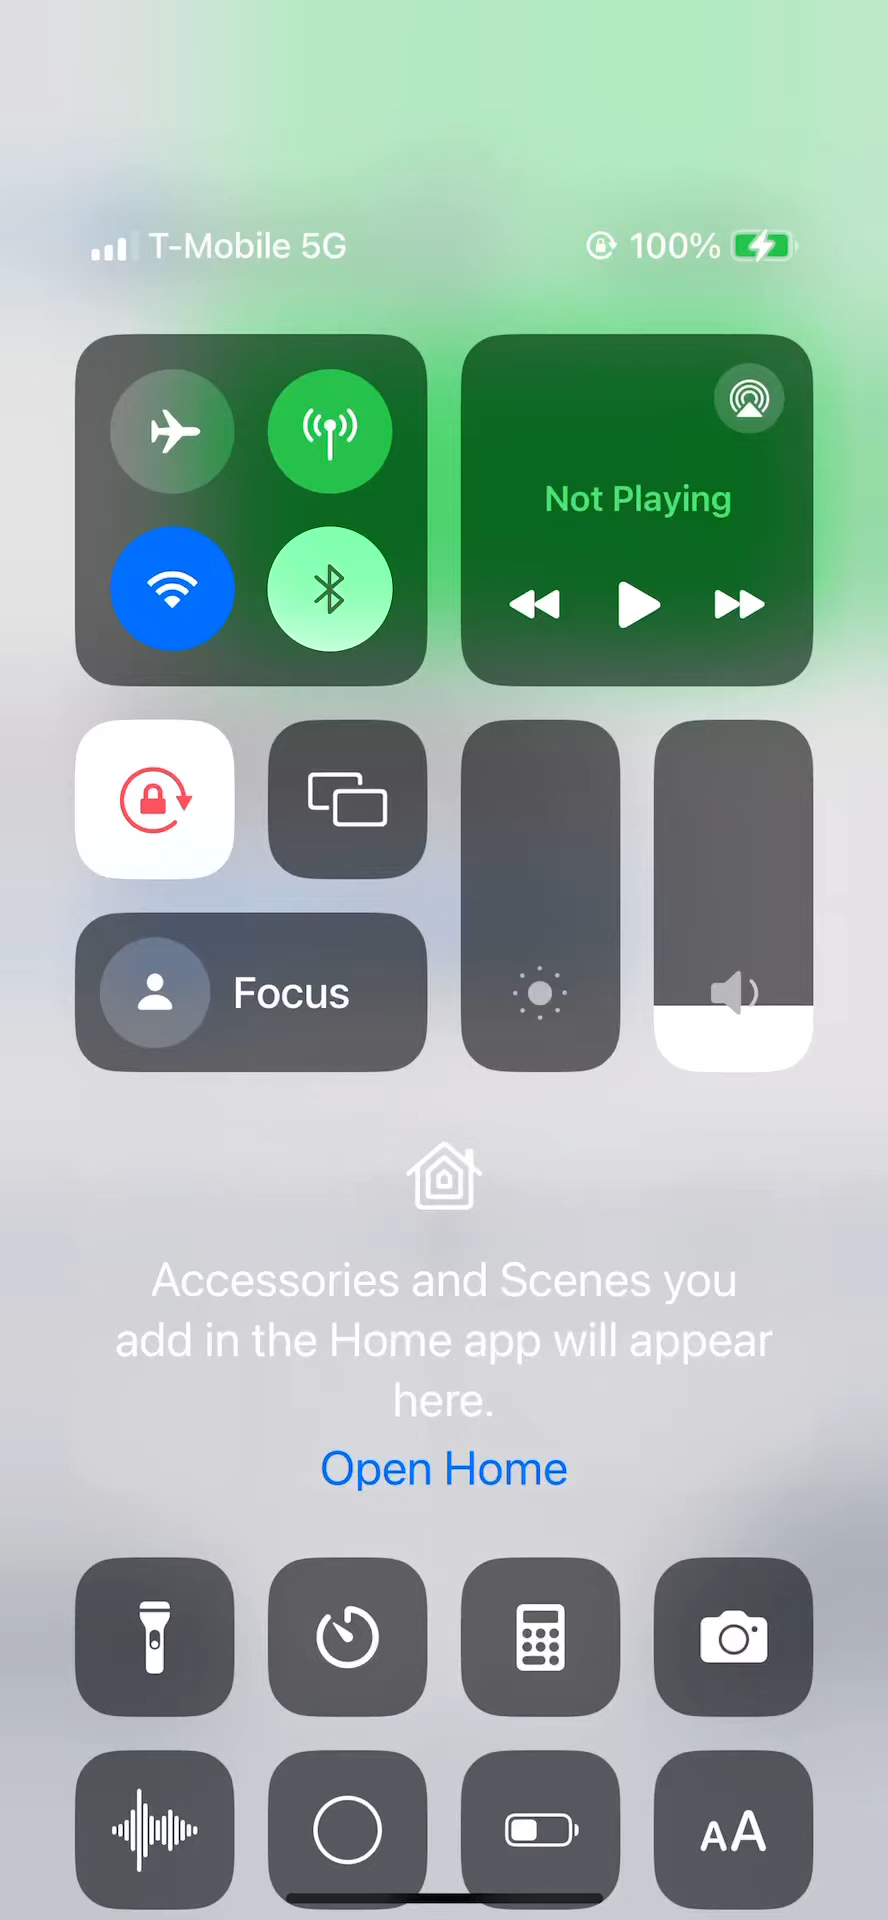 T-Mobile 5G 100%
Not Playing
Focus
Accessories and Scenes you
add in the Home app will appear
here.
Open Home
AA